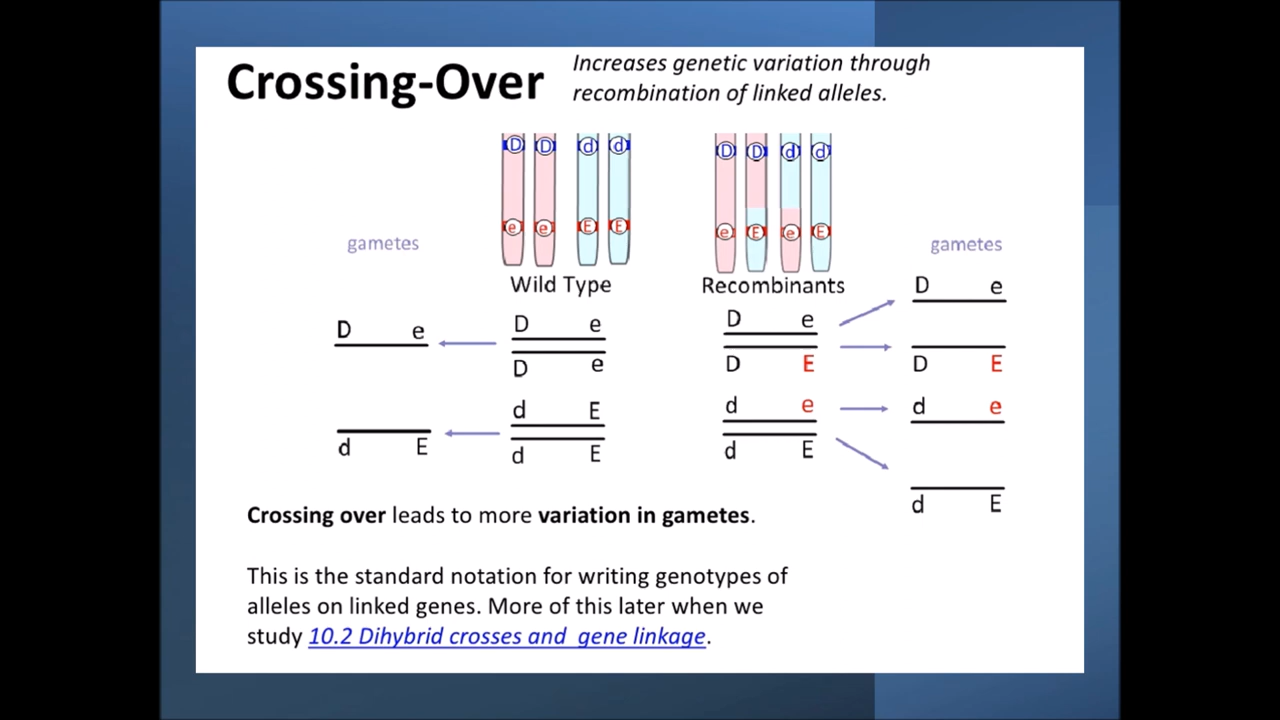 Crossing-Over
Increases genetic variation through
recombination of linked alleles.
D D d d
e e E E
D D d d
e E e E
gametes
Wild Type
Recombinants
gametes
D e
d E
D e
D e
d E
d E
D e
D E
d e
d E
D e
D E
d e
d E
Crossing over leads to more variation in gametes.
This is the standard notation for writing genotypes of
alleles on linked genes. More of this later when we
study 10.2 Dihybrid crosses and gene linkage.